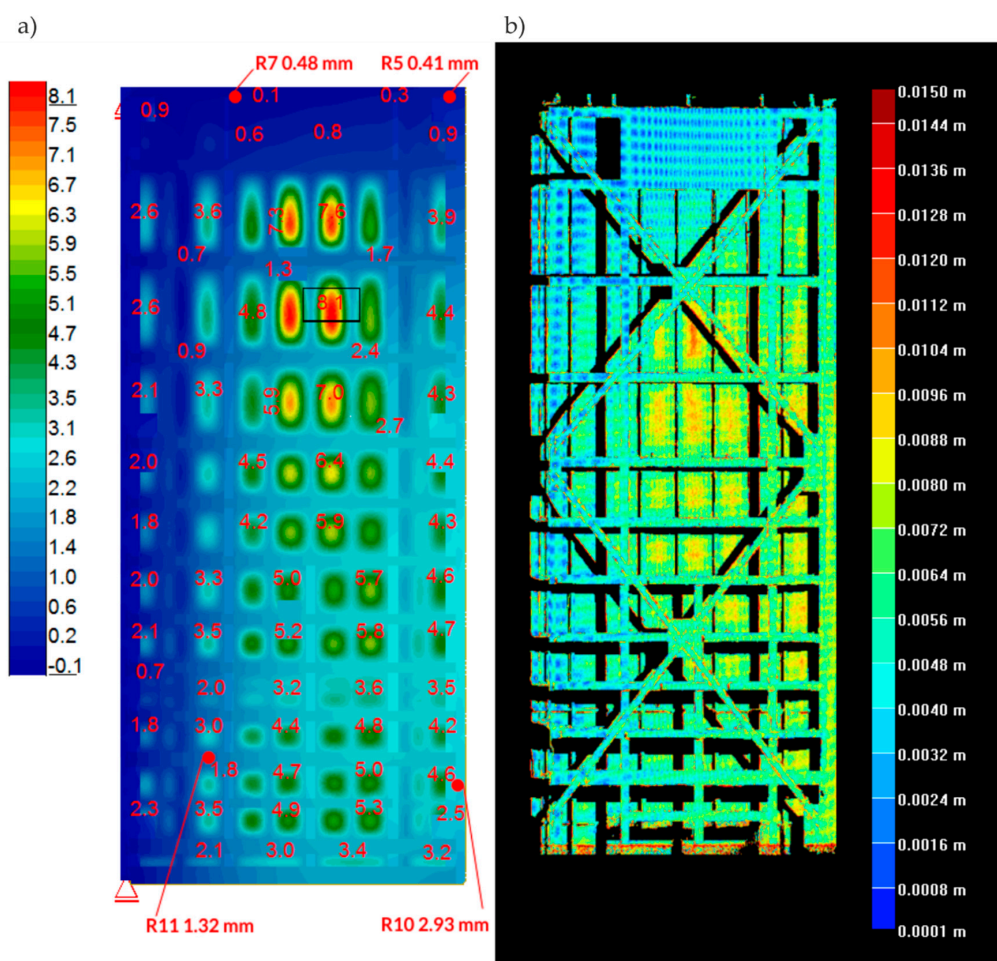 a)
b)
R7 0.48 mm
R5 0.41 mm
8.1
7.5
7.1
6.7
6.3
5.9
5.5
5.1
4.7
4.3
3.9
3.5
3.1
2.6
2.2
1.8
1.4
1.0
0.6
0.2
-0.1
0.9 0.1 0.3
0.6 0.8 0.9
2.6 3.6 7.3 7.6 3.9
0.7 1.7
1.3
2.6 4.8 8.1 4.4
0.9 2.4
2.1 3.3 5.9 7.0 4.3
2.7
2.0 4.5 6.4 4.4
1.8 4.2 5.9 4.3
2.0 3.3 5.0 5.7 4.6
2.1 3.5 5.2 5.8 4.7
0.7
2.0 3.2 3.6 3.5
1.8 3.0 4.4 4.8 4.2
1.8 4.7 5.0 4.6
2.3 3.5 4.9 5.3 2.5
2.1 3.0 3.4 3.2
R11 1.32 mm
R10 2.93 mm
0.0150 m
0.0144 m
0.0136 m
0.0128 m
0.0120 m
0.0112 m
0.0104 m
0.0096 m
0.0088 m
0.0080 m
0.0072 m
0.0064 m
0.0056 m
0.0048 m
0.0040 m
0.0032 m
0.0024 m
0.0016 m
0.0008 m
0.0001 m